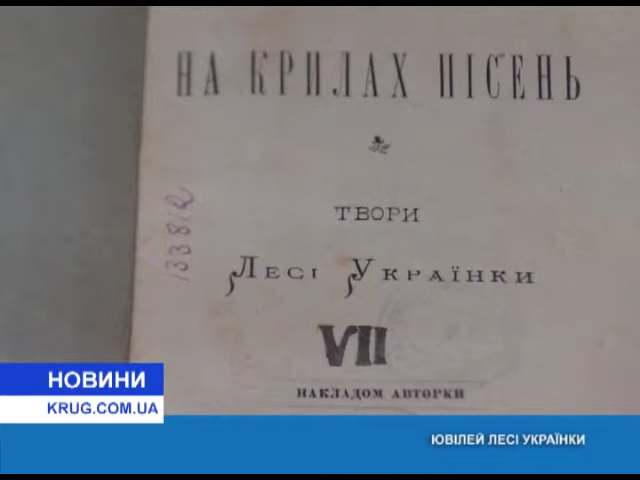 НА КРИЛАХ ПІСЕНЬ
ТВОРИ
ЛЕСІ УКРАЇНКИ
VII
НАКЛАДОМ АВТОРКИ
НОВИНИ
KRUG.COM.UA
ЮВІЛЕЙ ЛЕСІ УКРАЇНКИ